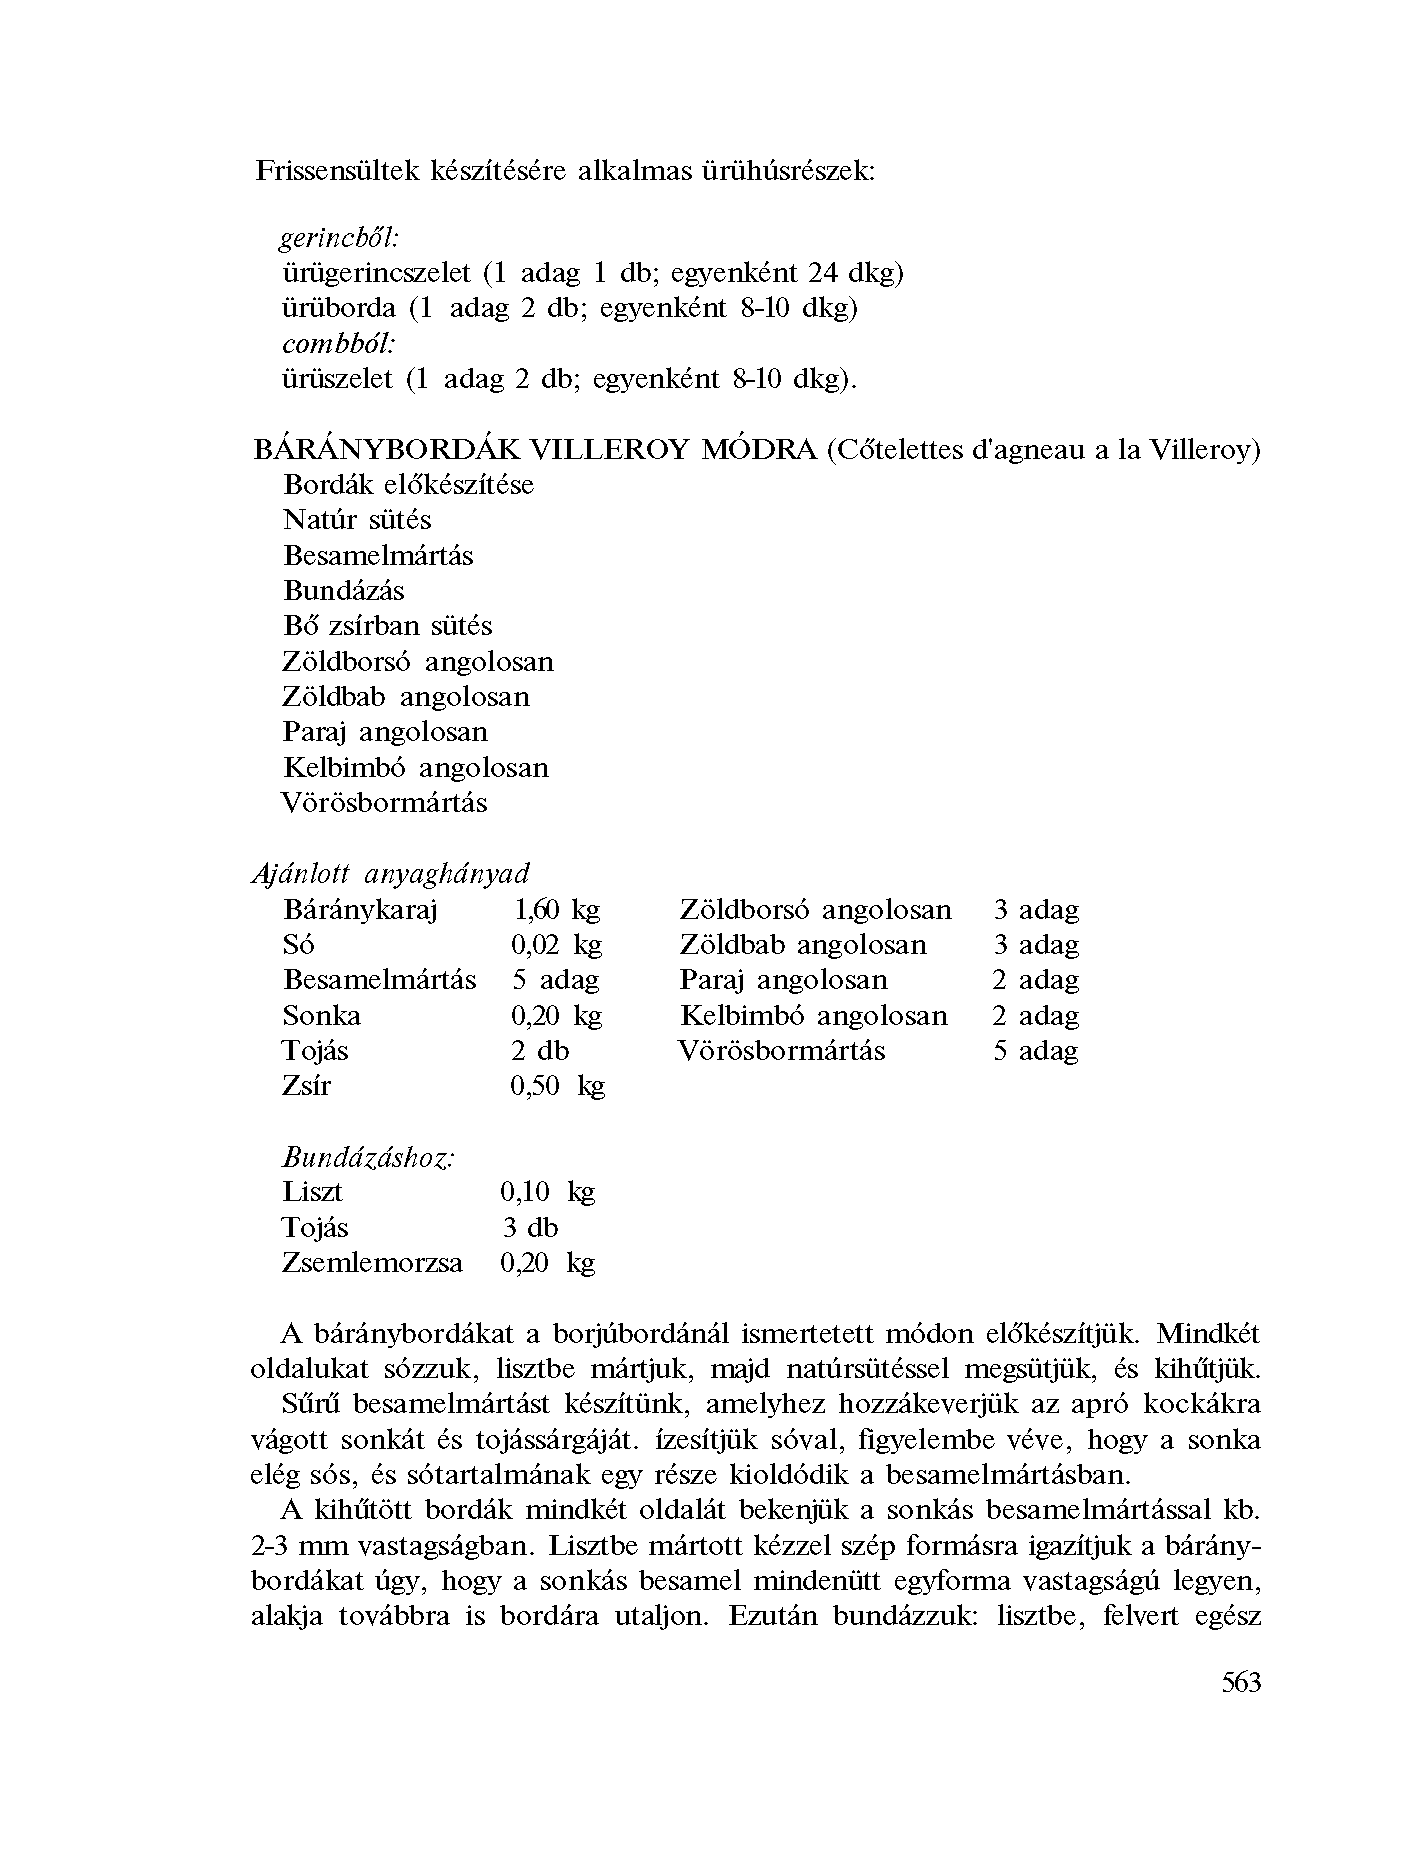 Frissensültek készítésére alkalmas ürühúsrészek:
gerincből:
ürügerincszelet (1 adag 1 db; egyenként 24 dkg)
ürüborda (1 adag 2 db; egyenként 8-10 dkg)
combból:
ürüszelet (1 adag 2 db; egyenként 8-10 dkg).
BÁRÁNYBORDÁK VILLEROY MÓDRA (Cőtelettes d'agneau a la Villeroy)
Bordák előkészítése
Natúr sütés
Besamelmártás
Bundázás
Bő zsírban sütés
Zöldborsó angolosan
Zöldbab angolosan
Paraj angolosan
Kelbimbó angolosan
Vörösbormártás
Ajánlott anyaghányad
Báránykaraj 1,60 kg Zöldborsó angolosan 3 adag
Só 0,02 kg Zöldbab angolosan 3 adag
Besamelmártás 5 adag Paraj angolosan 2 adag
Sonka 0,20 kg Kelbimbó angolosan 2 adag
Tojás 2 db Vörösbormártás 5 adag
Zsír 0,50 kg
Bundázáshoz:
Liszt 0,10 kg
Tojás 3 db
Zsemlemorzsa 0,20 kg
A báránybordákat a borjúbordánál ismertetett módon előkészítjük. Mindkét
oldalukat sózzuk, lisztbe mártjuk, majd natúrsütéssel megsütjük, és kihűtjük.
Sűrű besamelmártást készítünk, amelyhez hozzákeverjük az apró kockákra
vágott sonkát és tojássárgáját. ízesítjük sóval, figyelembe véve, hogy a sonka
elég sós, és sótartalmának egy része kioldódik a besamelmártásban.
A kihűtött bordák mindkét oldalát bekenjük a sonkás besamelmártással kb.
2-3 mm vastagságban. Lisztbe mártott kézzel szép formásra igazítjuk a bárány-
bordákat úgy, hogy a sonkás besamel mindenütt egyforma vastagságú legyen,
alakja továbbra is bordára utaljon. Ezután bundázzuk: lisztbe, felvert egész
563